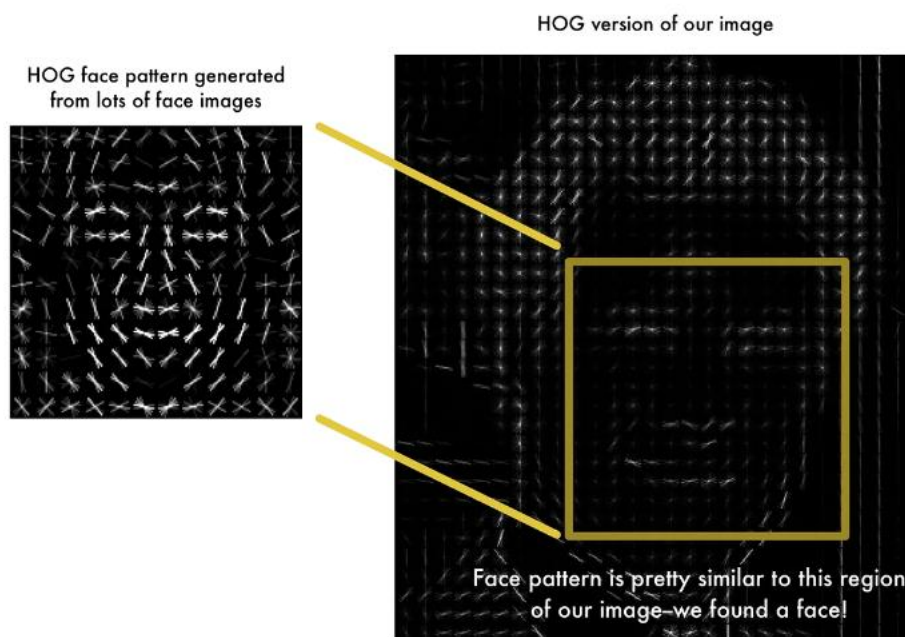 HOG version of our image
HOG face pattern generated
from lots of face images
Face pattern is pretty similar to this region
of our image–we found a face!